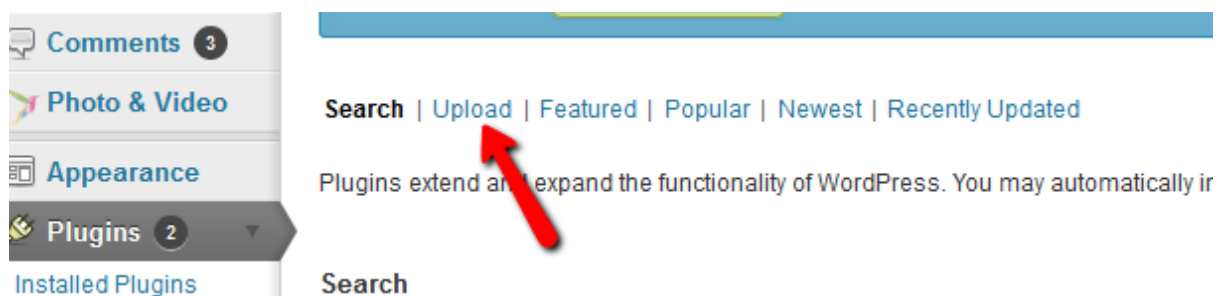 Comments 3
Photo & Video
Appearance
Plugins 2
Installed Plugins
Search | Upload | Featured | Popular | Newest | Recently Updated
Plugins extend and expand the functionality of WordPress. You may automatically
Search